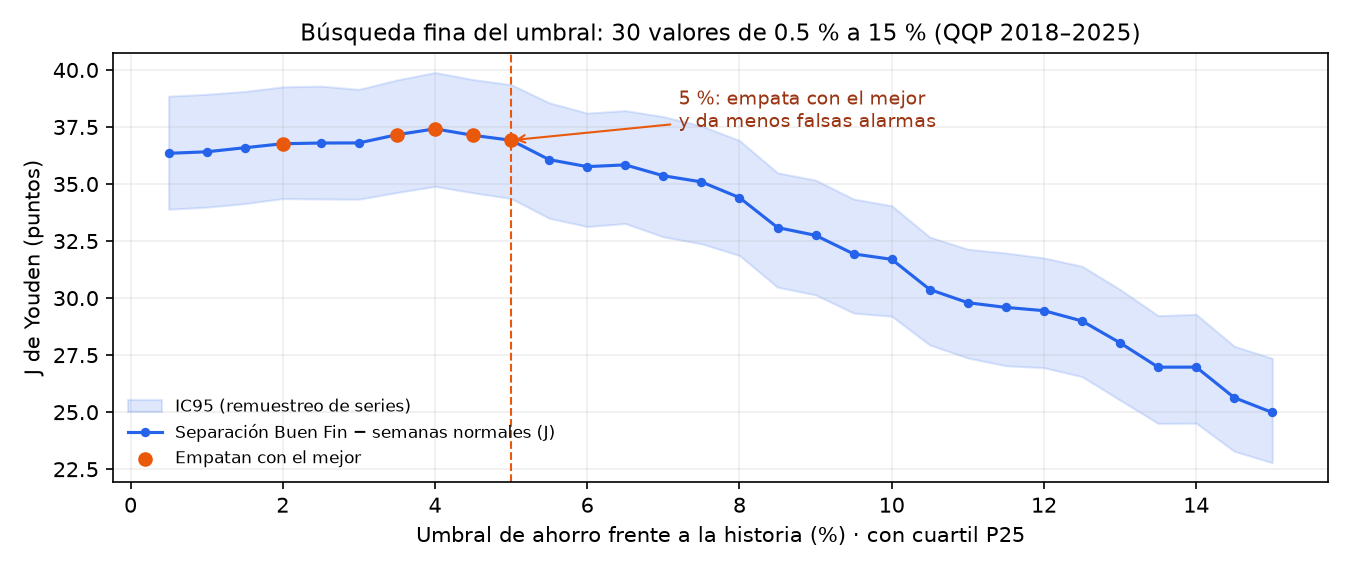 Búsqueda fina del umbral: 30 valores de 0.5 % a 15 % (QQP 2018–2025)
J de Youden (puntos)
40.0
37.5
35.0
32.5
30.0
27.5
25.0
22.5
5 %: empata con el mejor
y da menos falsas alarmas
IC95 (remuestreo de series)
Separación Buen Fin − semanas normales (J)
Empatan con el mejor
0 2 4 6 8 10 12 14
Umbral de ahorro frente a la historia (%) · con cuartil P25